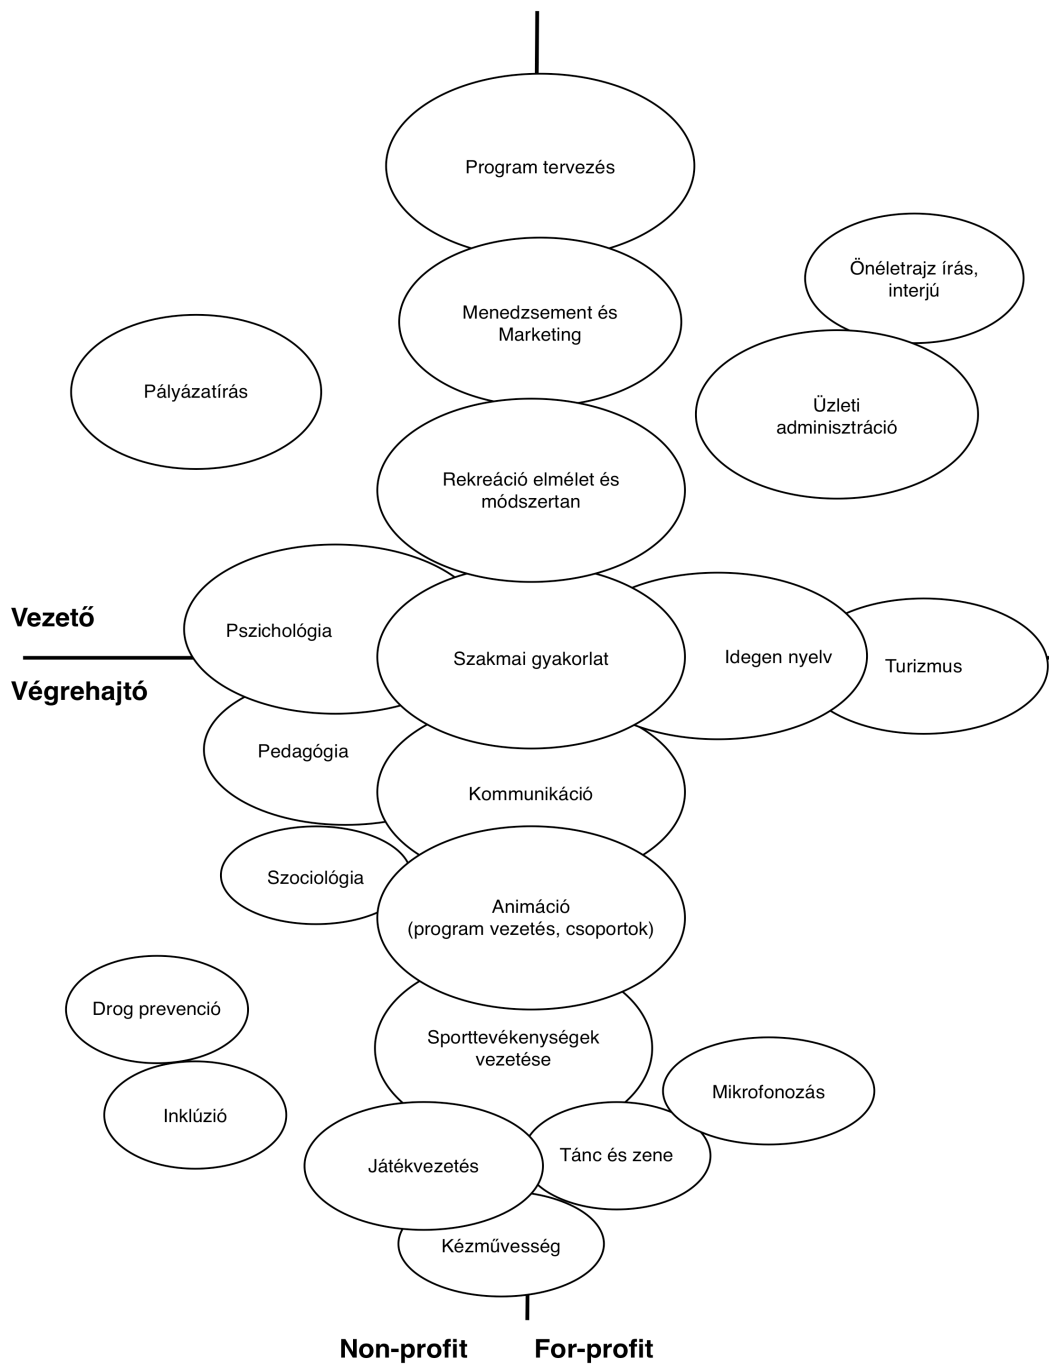 Program tervezés
Önéletrajz írás,
interjú
Menedzsement és
Marketing
Pályázatírás
Üzleti
adminisztráció
Rekreáció elmélet és
módszertan
Vezető
Pszichológia
Szakmai gyakorlat
Idegen nyelv
Turizmus
Végrehajtó
Pedagógia
Kommunikáció
Szociológia
Animáció
(program vezetés, csoportok)
Drog prevenció
Sporttevékenységek
vezetése
Mikrofonozás
Inklúzió
Játékvezetés
Tánc és zene
Kézművesség
Non-profit
For-profit